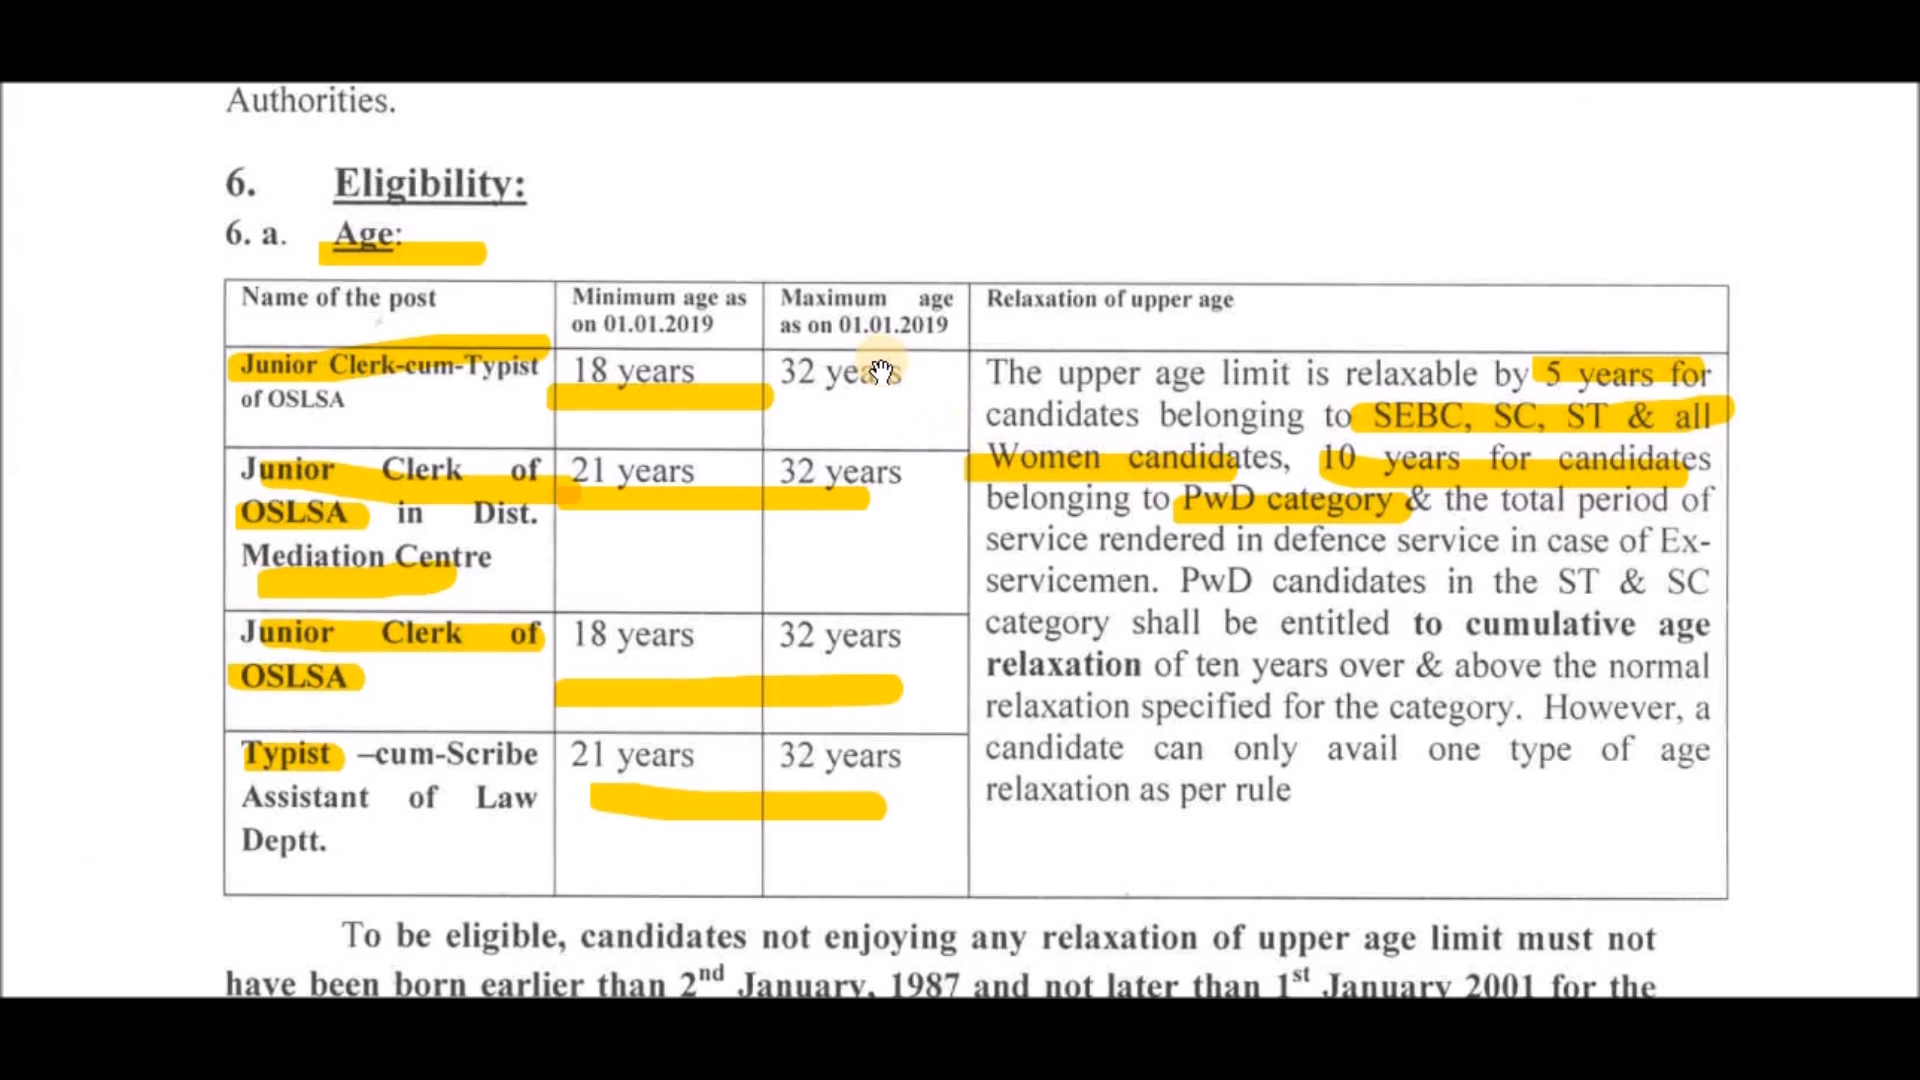 Authorities.
6. Eligibility:
6. a. Age:
Name of the post
Minimum age as
on 01.01.2019
Maximum age
as on 01.01.2019
Relaxation of upper age
Junior Clerk-cum-Typist
of OSLSA
18 years
32 years
Junior Clerk of
OSLSA in Dist.
Mediation Centre
21 years
32 years
Junior Clerk of
OSLSA
18 years
32 years
Typist –cum-Scribe
Assistant of Law
Deptt.
21 years
32 years
The upper age limit is relaxable by 5 years for
candidates belonging to SEBC, SC, ST & all
Women candidates, 10 years for candidates
belonging to PwD category & the total period of
service rendered in defence service in case of Ex-
servicemen. PwD candidates in the ST & SC
category shall be entitled to cumulative age
relaxation of ten years over & above the normal
relaxation specified for the category. However, a
candidate can only avail one type of age
relaxation as per rule
To be eligible, candidates not enjoying any relaxation of upper age limit must not
have been born earlier than 2nd January, 1987 and not later than 1st January 2001 for the